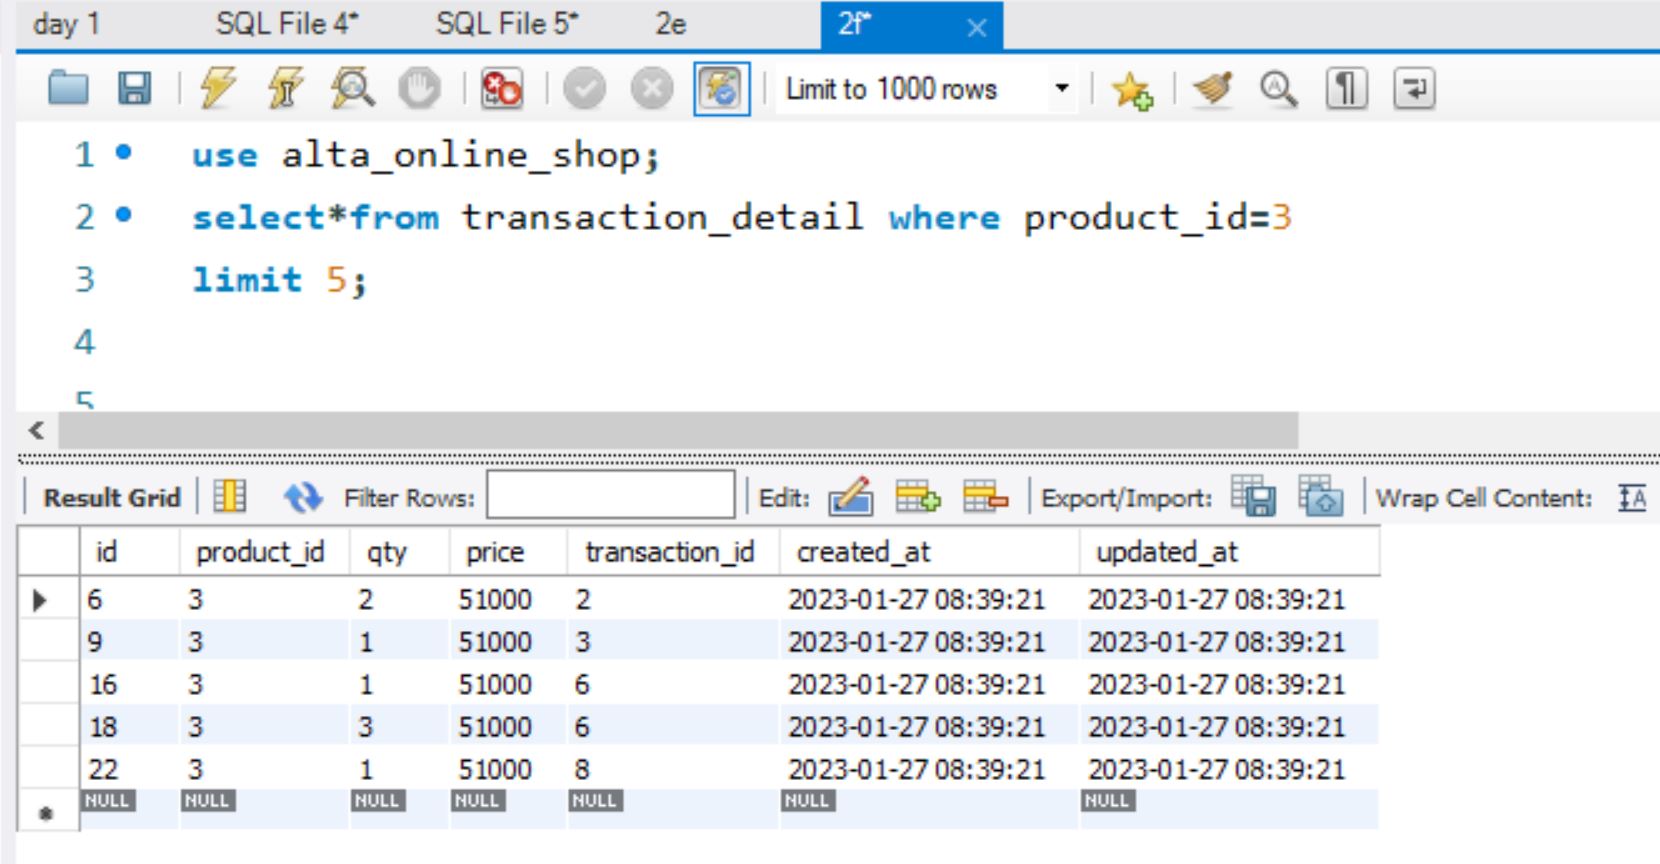 day 1 SQL File 4* SQL File 5* 2e 2f*
Limit to 1000 rows
1 use alta_online_shop;
2 select*from transaction_detail where product_id=3
3 limit 5;
4
5
Result Grid Filter Rows: Edit: Export/Import: Wrap Cell Content:
id product_id qty price transaction_id created_at updated_at
6 3 2 51000 2 2023-01-27 08:39:21 2023-01-27 08:39:21
9 3 1 51000 3 2023-01-27 08:39:21 2023-01-27 08:39:21
16 3 1 51000 6 2023-01-27 08:39:21 2023-01-27 08:39:21
18 3 3 51000 6 2023-01-27 08:39:21 2023-01-27 08:39:21
22 3 1 51000 8 2023-01-27 08:39:21 2023-01-27 08:39:21
NULL NULL NULL NULL NULL NULL NULL